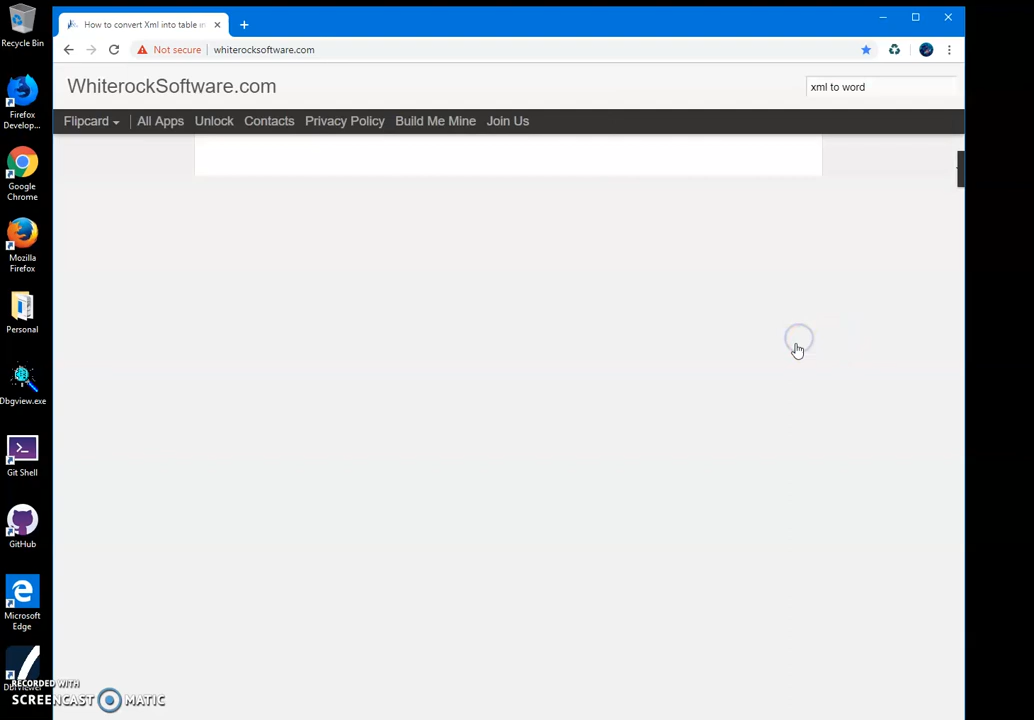 How to convert Xml into table in
Recycle Bin
Not secure
whiterocksoftware.com
WhiterockSoftware.com
xml to word
Flipcard
All Apps
Unlock
Contacts
Privacy Policy
Build Me Mine
Join Us
Firefox
Develop...
Google
Chrome
Mozilla
Firefox
Personal
Dbgview.exe
Git Shell
GitHub
Microsoft
Edge
RECORDED WITH
SCREENCAST MATIC